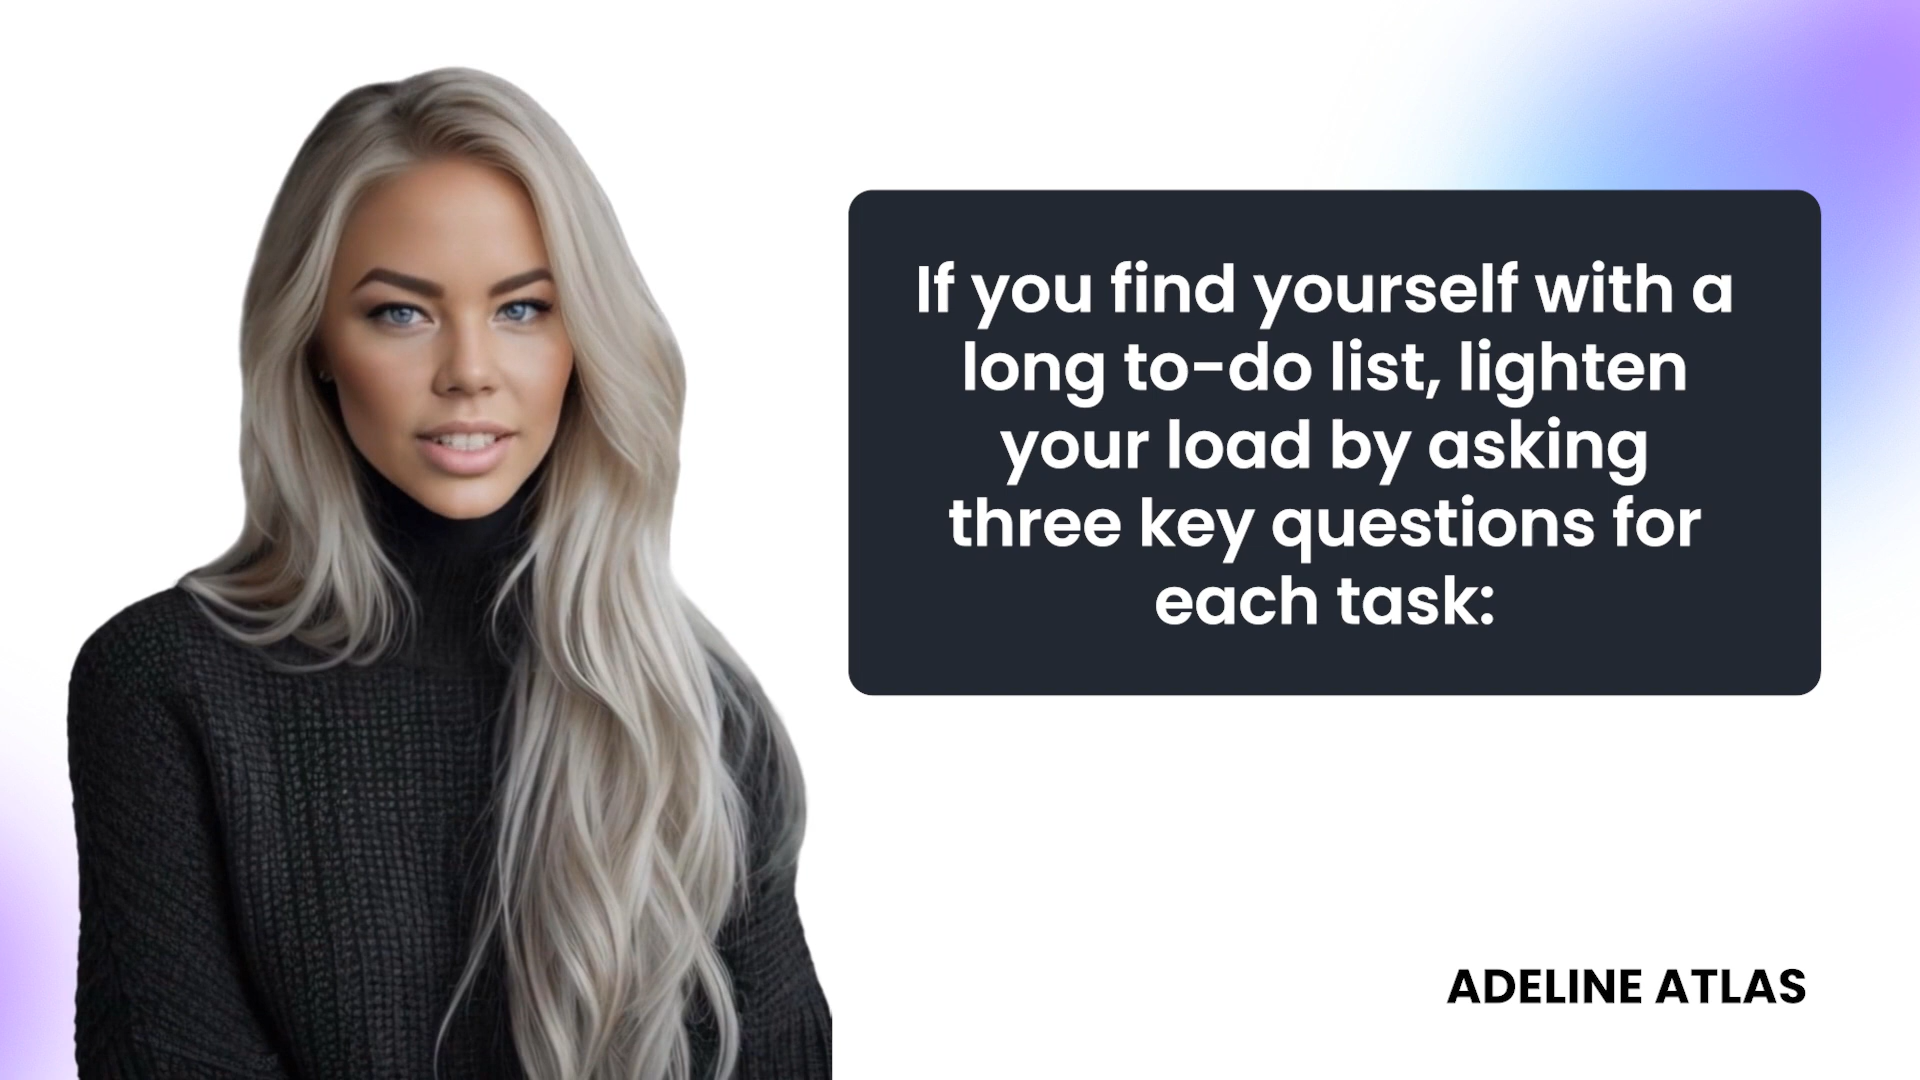 If you find yourself with a
long to-do list, lighten
your load by asking
three key questions for
each task:
ADELINE ATLAS